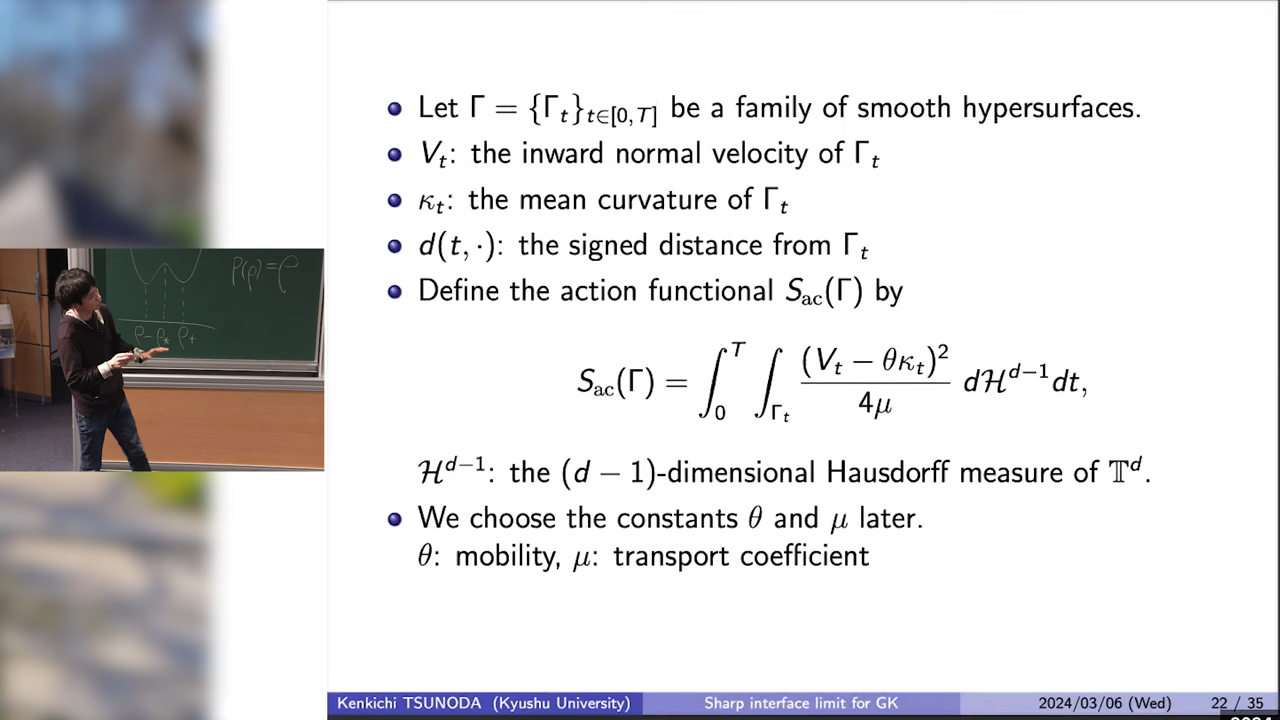 • Let Γ = {Γ_t}_{t∈[0,T]} be a family of smooth hypersurfaces.
• V_t: the inward normal velocity of Γ_t
• κ_t: the mean curvature of Γ_t
• d(t, ·): the signed distance from Γ_t
• Define the action functional S_ac(Γ) by
S_ac(Γ) = ∫_0^T ∫_{Γ_t} (V_t − θκ_t)^2 / 4μ dℋ^{d−1}dt,
ℋ^{d−1}: the (d − 1)-dimensional Hausdorff measure of 𝕋^d.
• We choose the constants θ and μ later.
θ: mobility, μ: transport coefficient
P(ρ) = ρ
ρ− ρ* ρ+
Kenkichi TSUNODA (Kyushu University) Sharp interface limit for GK 2024/03/06 (Wed) 22 / 35